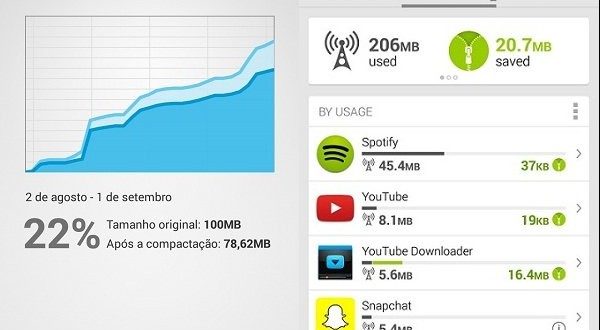 2 de agosto - 1 de setembro
22%
Tamanho original: 100MB
Após a compactação: 78,62MB
206MB
used
20.7MB
saved
BY USAGE
Spotify
45.4MB
37KB
YouTube
8.1MB
19KB
YouTube Downloader
5.6MB
16.4MB
Snapchat
5.4MB